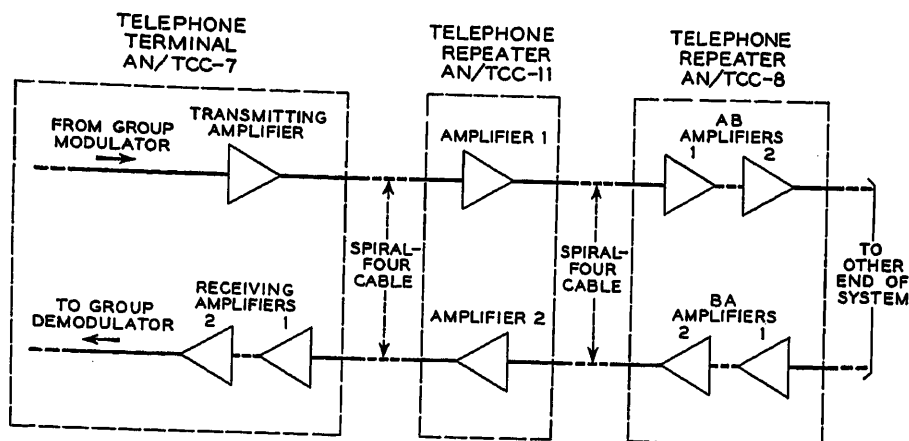 TELEPHONE
TERMINAL
AN/TCC-7
TELEPHONE
REPEATER
AN/TCC-11
TELEPHONE
REPEATER
AN/TCC-8
FROM GROUP
MODULATOR
TRANSMITTING
AMPLIFIER
AMPLIFIER 1
AB
AMPLIFIERS
1 2
SPIRAL-
FOUR
CABLE
SPIRAL-
FOUR
CABLE
TO
OTHER
END OF
SYSTEM
TO GROUP
DEMODULATOR
RECEIVING
AMPLIFIERS
2 1
AMPLIFIER 2
BA
AMPLIFIERS
2 1